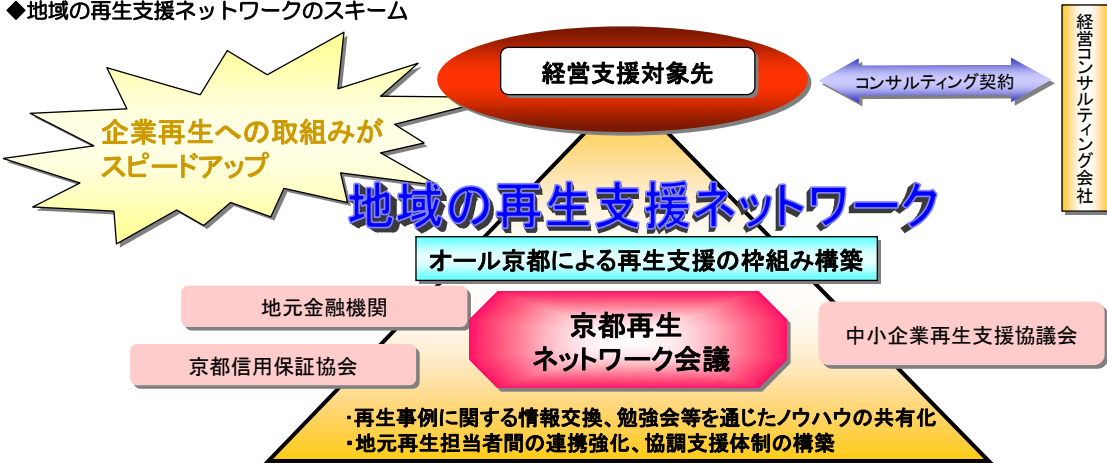 ◆地域の再生支援ネットワークのスキーム
経営支援対象先
コンサルティング契約
経営コンサルティング会社
企業再生への取組みが
スピードアップ
地域の再生支援ネットワーク
オール京都による再生支援の枠組み構築
地元金融機関
京都信用保証協会
京都再生
ネットワーク会議
中小企業再生支援協議会
・再生事例に関する情報交換、勉強会等を通じたノウハウの共有化
・地元再生担当者間の連携強化、協調支援体制の構築